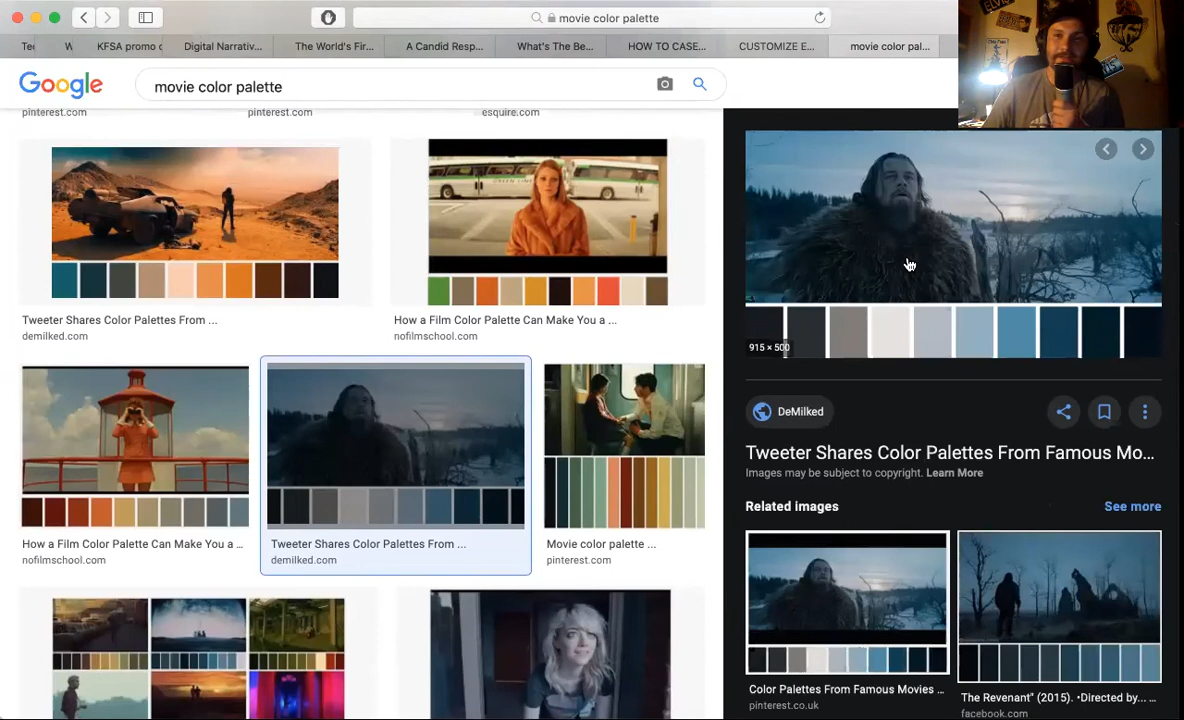 movie color palette
Te
W
KFSA promo c
Digital Narrativ...
The World's Fir...
A Candid Resp...
What's The Be...
HOW TO CASE...
CUSTOMIZE E...
movie color pal...
Google
movie color palette
pinterest.com
pinterest.com
esquire.com
Tweeter Shares Color Palettes From ...
demilked.com
How a Film Color Palette Can Make You a ...
nofilmschool.com
How a Film Color Palette Can Make You a ...
nofilmschool.com
Tweeter Shares Color Palettes From ...
demilked.com
Movie color palette ...
pinterest.com
915 × 500
DeMilked
Tweeter Shares Color Palettes From Famous Mo...
Images may be subject to copyright. Learn More
Related images
See more
Color Palettes From Famous Movies ...
pinterest.co.uk
The Revenant" (2015). •Directed by... ...
facebook.com
ELVIS